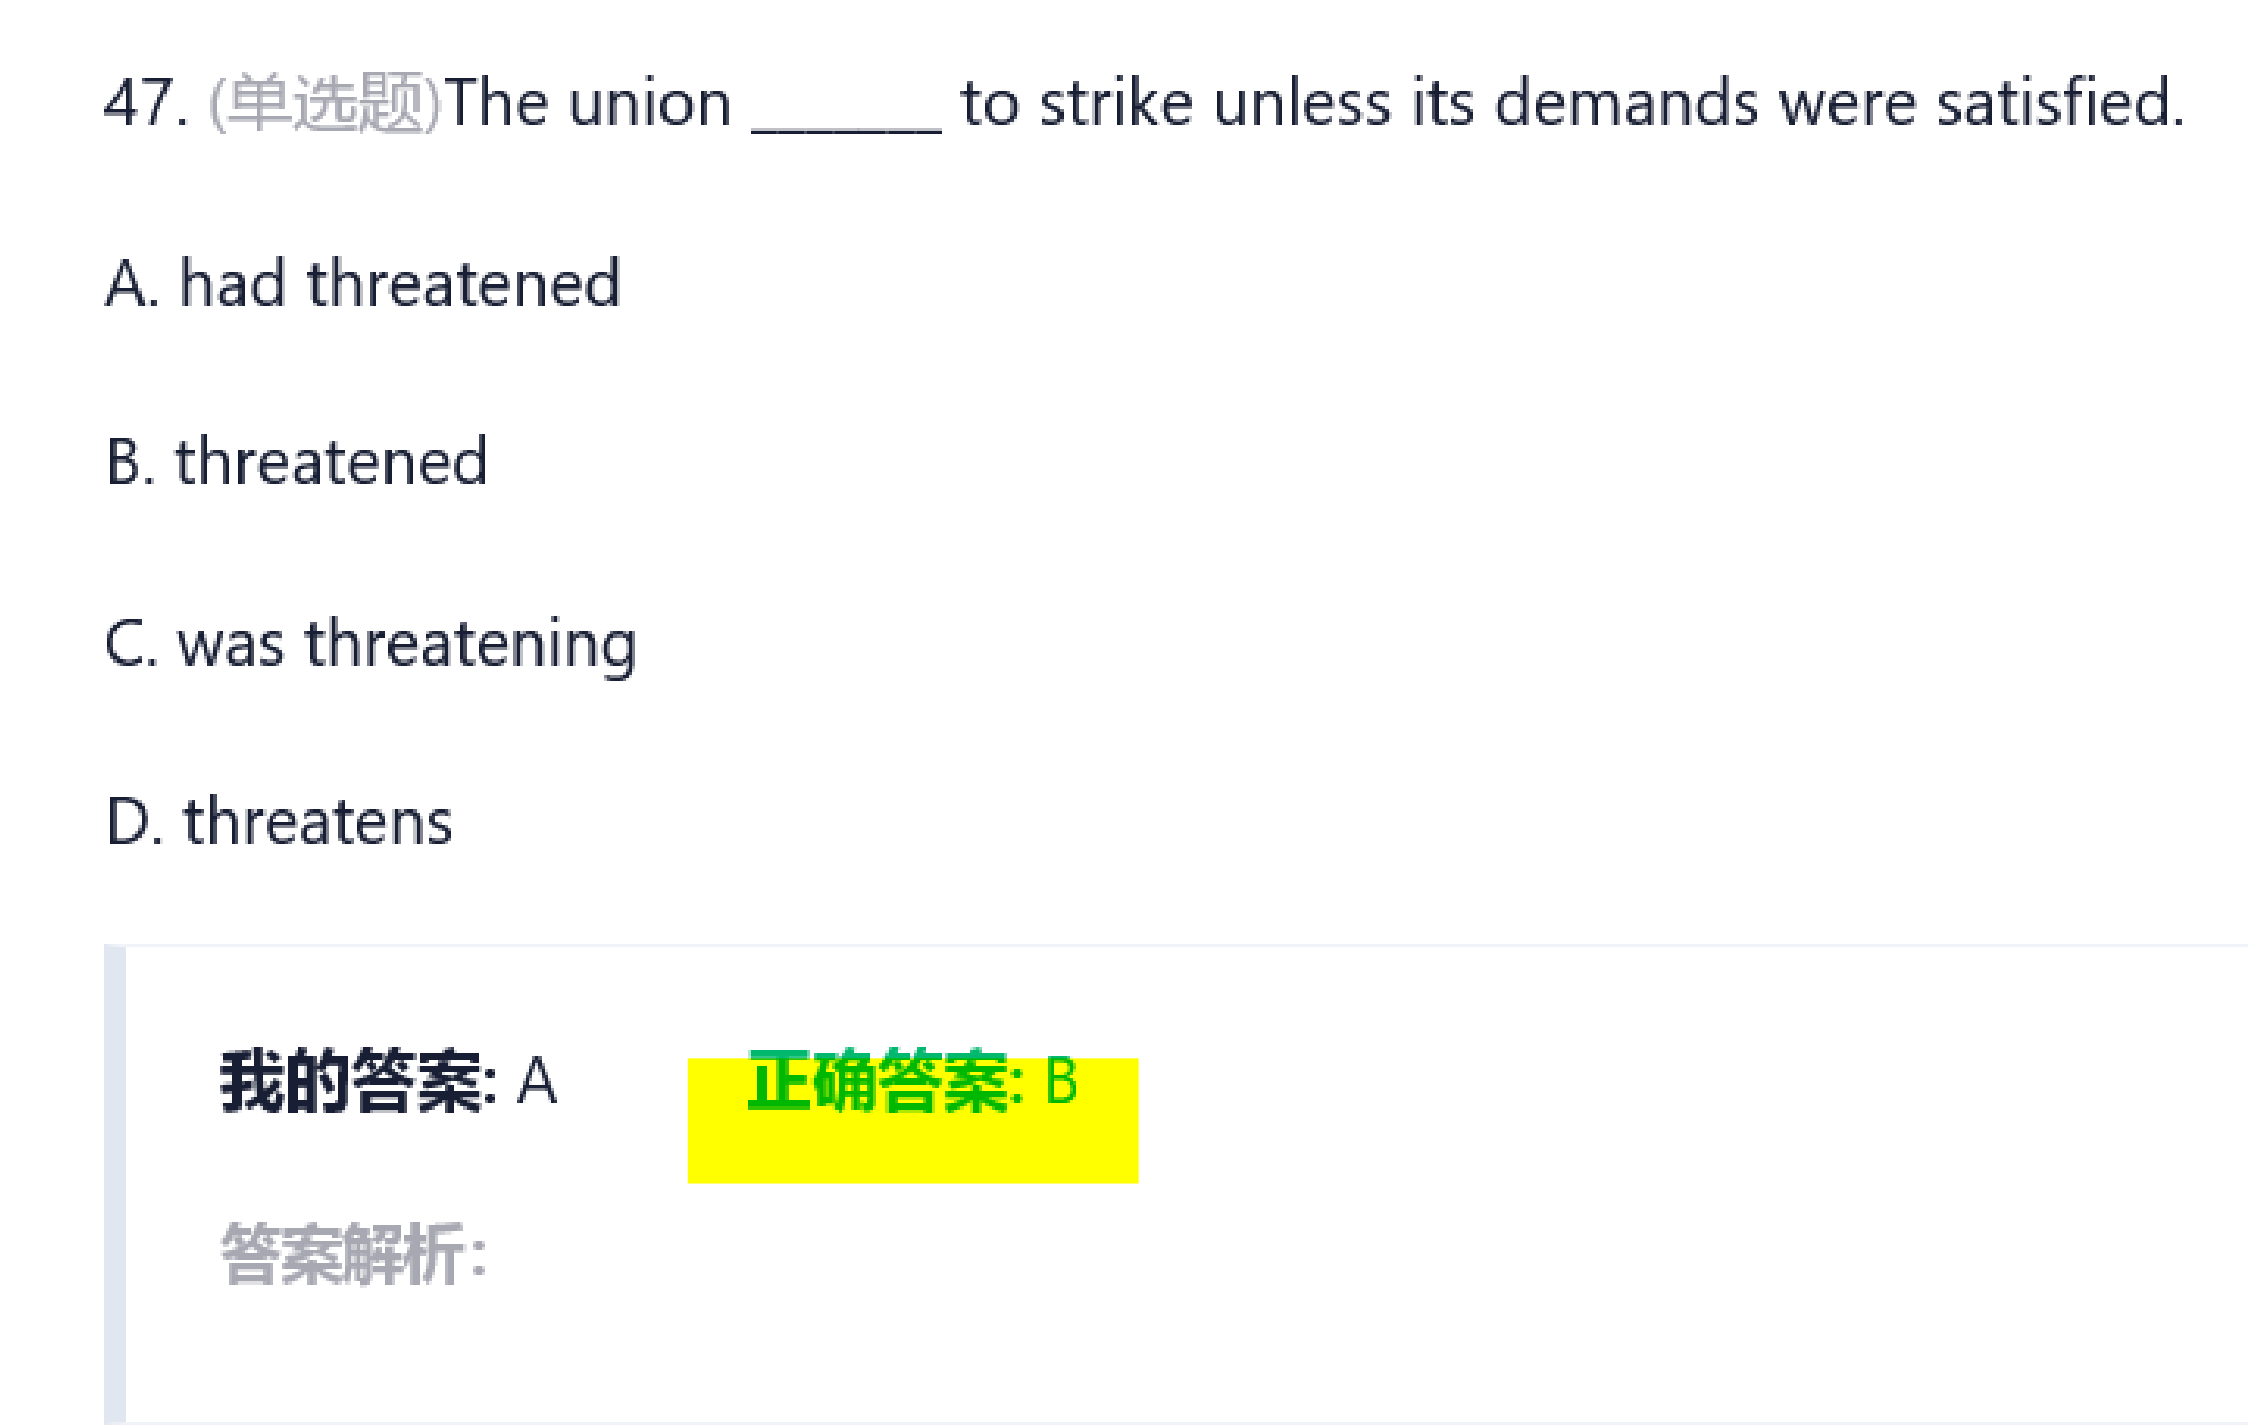 47. (单选题)The union _______ to strike unless its demands were satisfied.
A. had threatened
B. threatened
C. was threatening
D. threatens
我的答案: A 正确答案: B
答案解析: